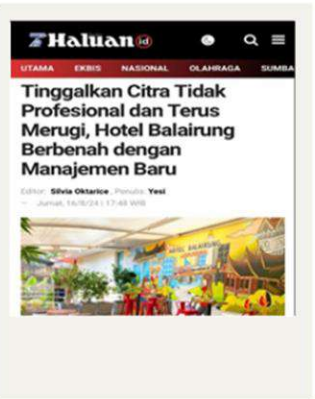 Haluan id
UTAMA EKBIS NASIONAL OLAHRAGA SUMBA
Tinggalkan Citra Tidak
Profesional dan Terus
Merugi, Hotel Balairung
Berbenah dengan
Manajemen Baru
Editor: Silvia Oktarice, Penulis: Yesi
- Jumat, 16/8/24 | 17:48 WIB
HOTEL BALAIRUNG